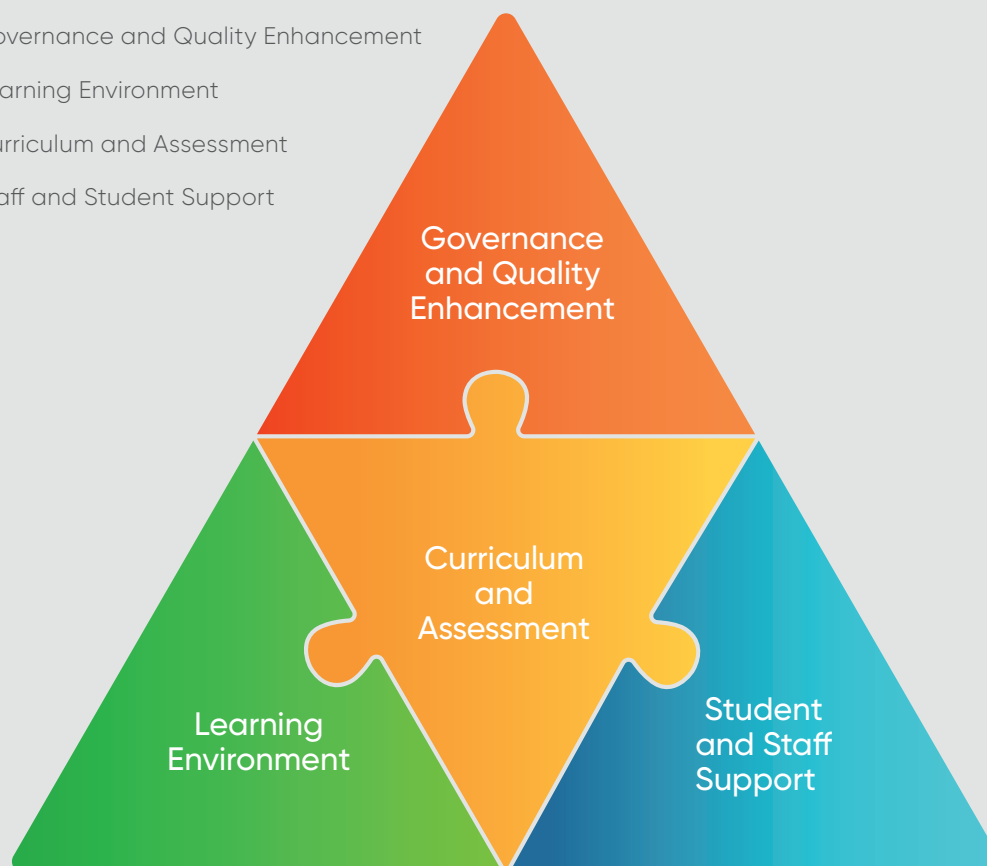 overnance and Quality Enhancement
arning Environment
urriculum and Assessment
aff and Student Support
Governance
and Quality
Enhancement
Curriculum
and
Assessment
Learning
Environment
Student
and Staff
Support